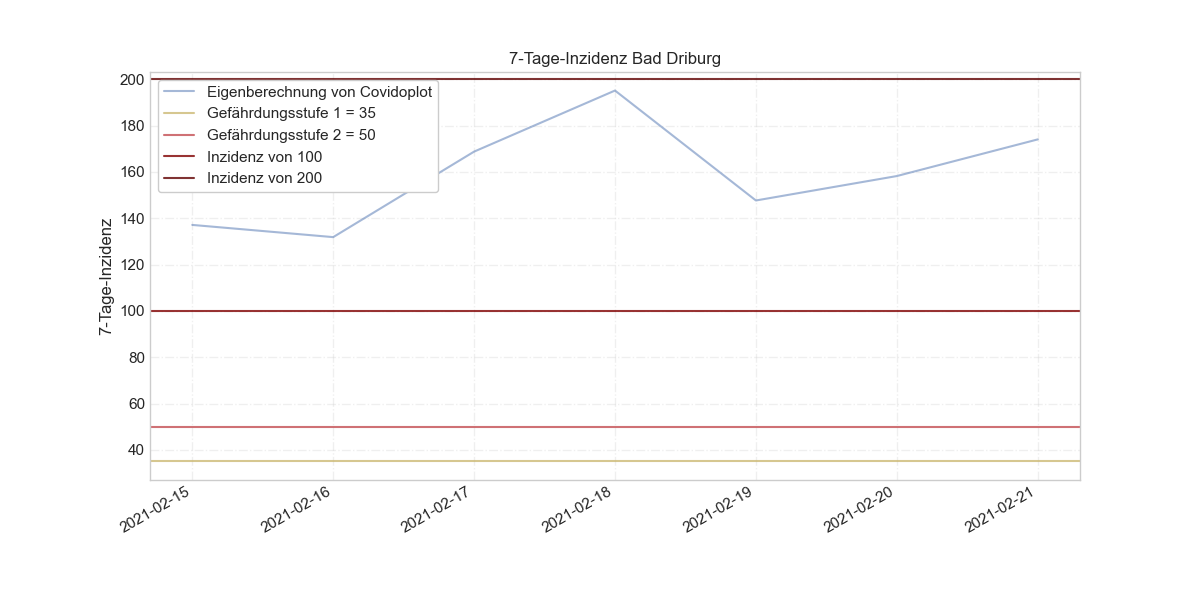 7-Tage-Inzidenz Bad Driburg
7-Tage-Inzidenz
200
180
160
140
120
100
80
60
40
Eigenberechnung von Covidoplot
Gefährdungsstufe 1 = 35
Gefährdungsstufe 2 = 50
Inzidenz von 100
Inzidenz von 200
2021-02-15
2021-02-16
2021-02-17
2021-02-18
2021-02-19
2021-02-20
2021-02-21